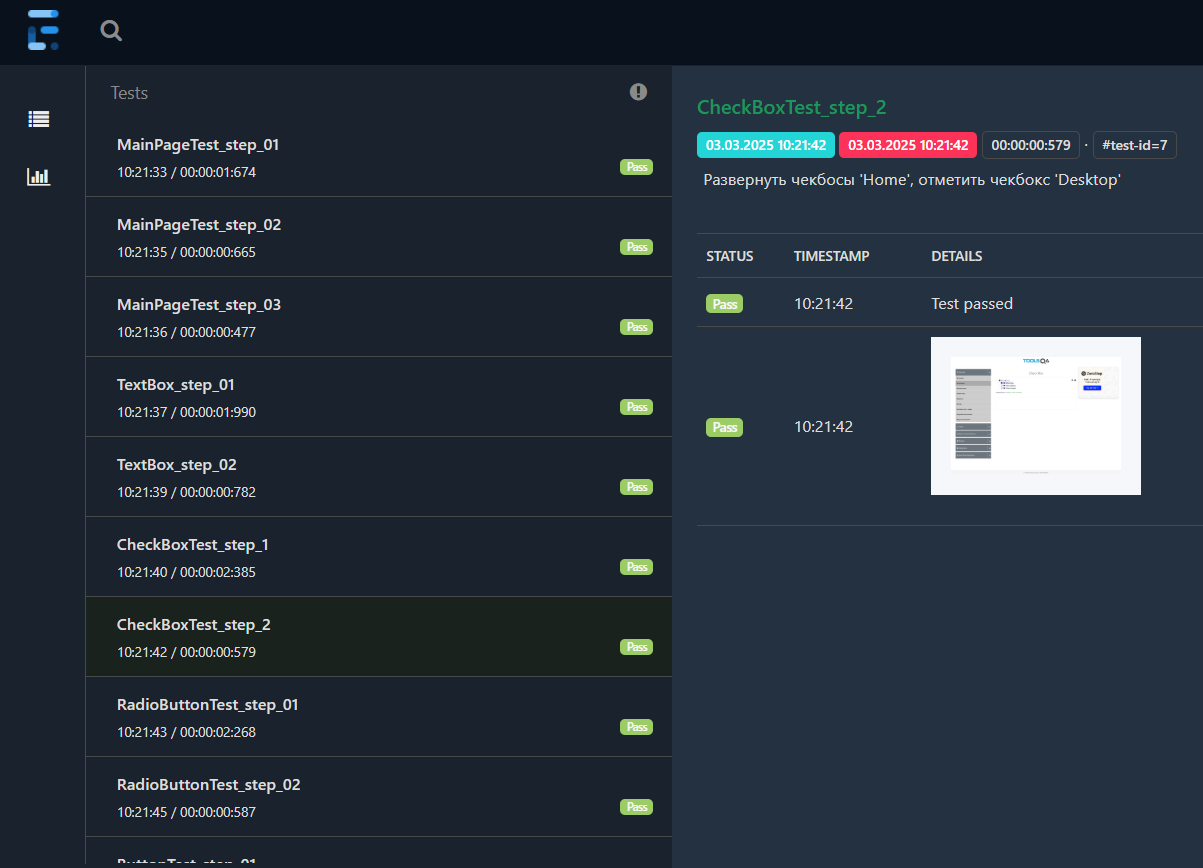 Tests
MainPageTest_step_01
10:21:33 / 00:00:01:674
Pass
MainPageTest_step_02
10:21:35 / 00:00:00:665
Pass
MainPageTest_step_03
10:21:36 / 00:00:00:477
Pass
TextBox_step_01
10:21:37 / 00:00:01:990
Pass
TextBox_step_02
10:21:39 / 00:00:00:782
Pass
CheckBoxTest_step_1
10:21:40 / 00:00:02:385
Pass
CheckBoxTest_step_2
10:21:42 / 00:00:00:579
Pass
RadioButtonTest_step_01
10:21:43 / 00:00:02:268
Pass
RadioButtonTest_step_02
10:21:45 / 00:00:00:587
Pass
ButtonTest_step_01
CheckBoxTest_step_2
03.03.2025 10:21:42 03.03.2025 10:21:42 00:00:00:579 · #test-id=7
Развернуть чекбосы 'Home', отметить чекбокс 'Desktop'
STATUS TIMESTAMP DETAILS
Pass 10:21:42 Test passed
Pass 10:21:42
TOOLSQA